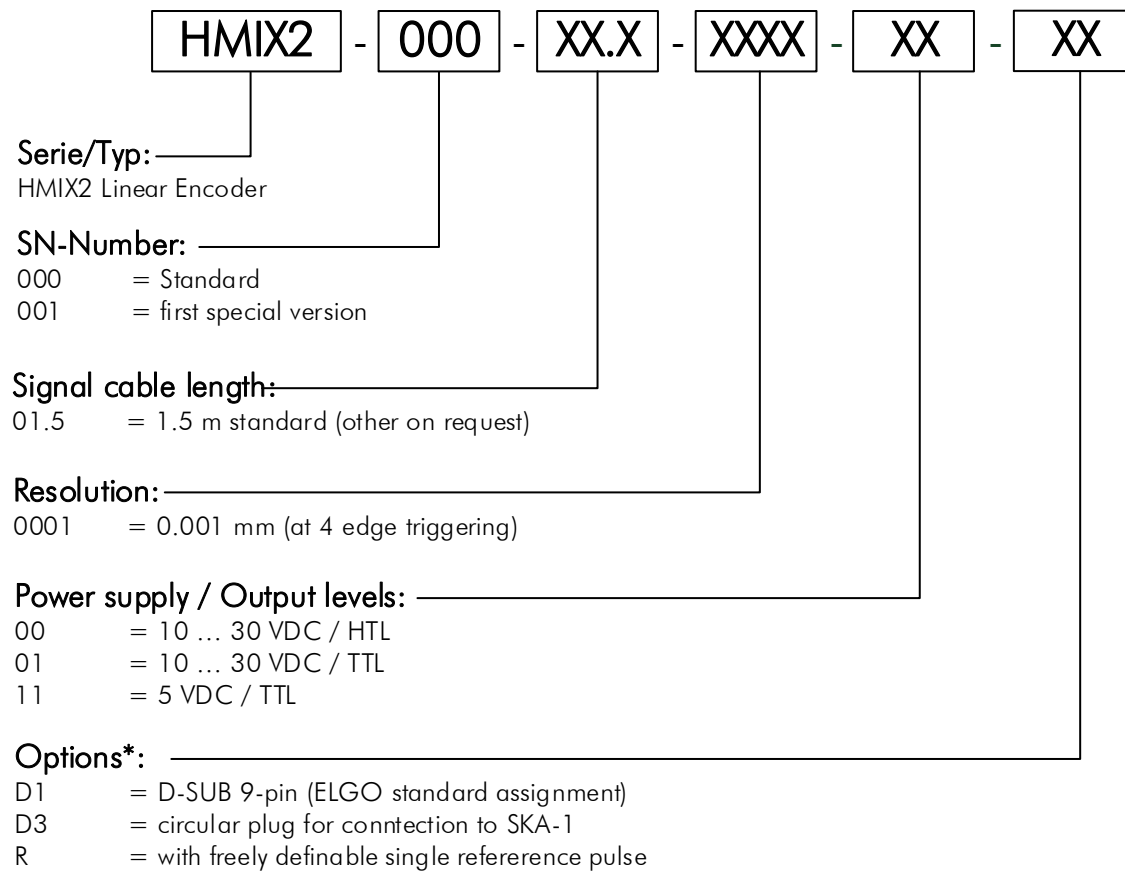 HMIX2 - 000 - XX.X - XXXX - XX - XX
Serie/Typ:
HMIX2 Linear Encoder
SN-Number:
000 = Standard
001 = first special version
Signal cable length:
01.5 = 1.5 m standard (other on request)
Resolution:
0001 = 0.001 mm (at 4 edge triggering)
Power supply / Output levels:
00 = 10 ... 30 VDC / HTL
01 = 10 ... 30 VDC / TTL
11 = 5 VDC / TTL
Options*:
D1 = D-SUB 9-pin (ELGO standard assignment)
D3 = circular plug for conntection to SKA-1
R = with freely definable single refererence pulse